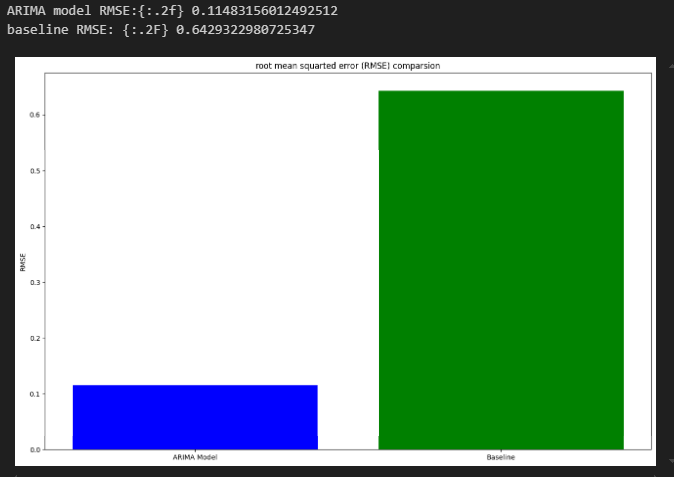 ARIMA model RMSE:{:.2f} 0.11483156012492512
baseline RMSE: {:.2F} 0.6429322980725347
root mean squarted error (RMSE) comparsion
0.6
0.5
0.4
RMSE
0.3
0.2
0.1
0.0
ARIMA Model Baseline